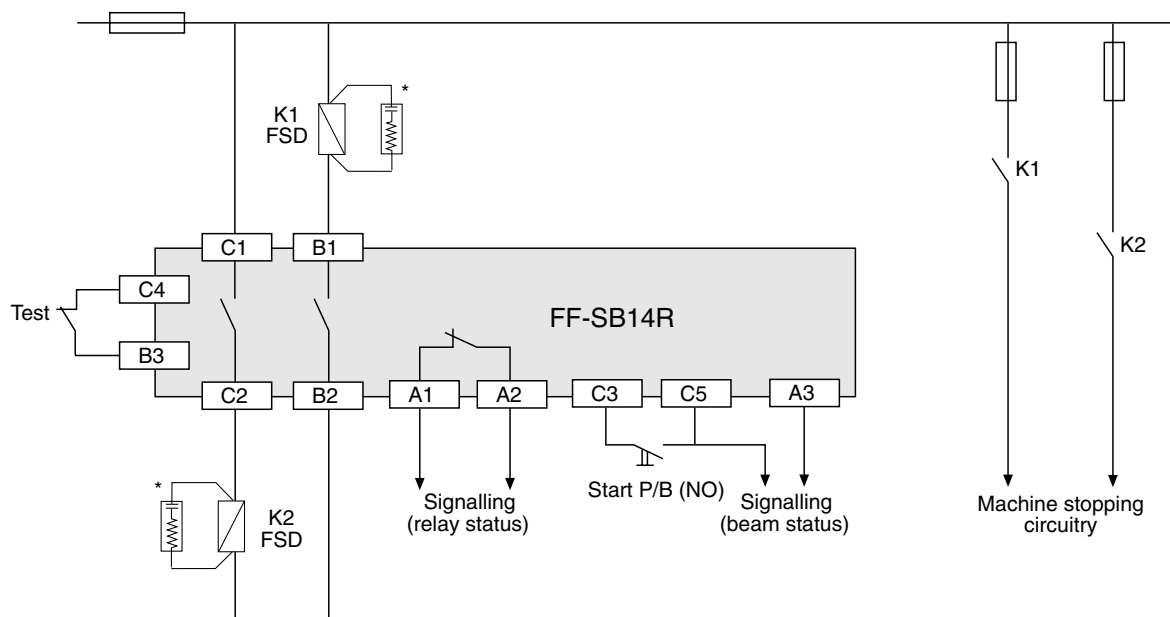 *
K1
FSD
K1
K2
C1
B1
C4
Test
FF-SB14R
B3
C2
B2
A1
A2
C3
C5
A3
*
K2
FSD
Signalling
(relay status)
Start P/B (NO)
Signalling
(beam status)
Machine stopping
circuitry